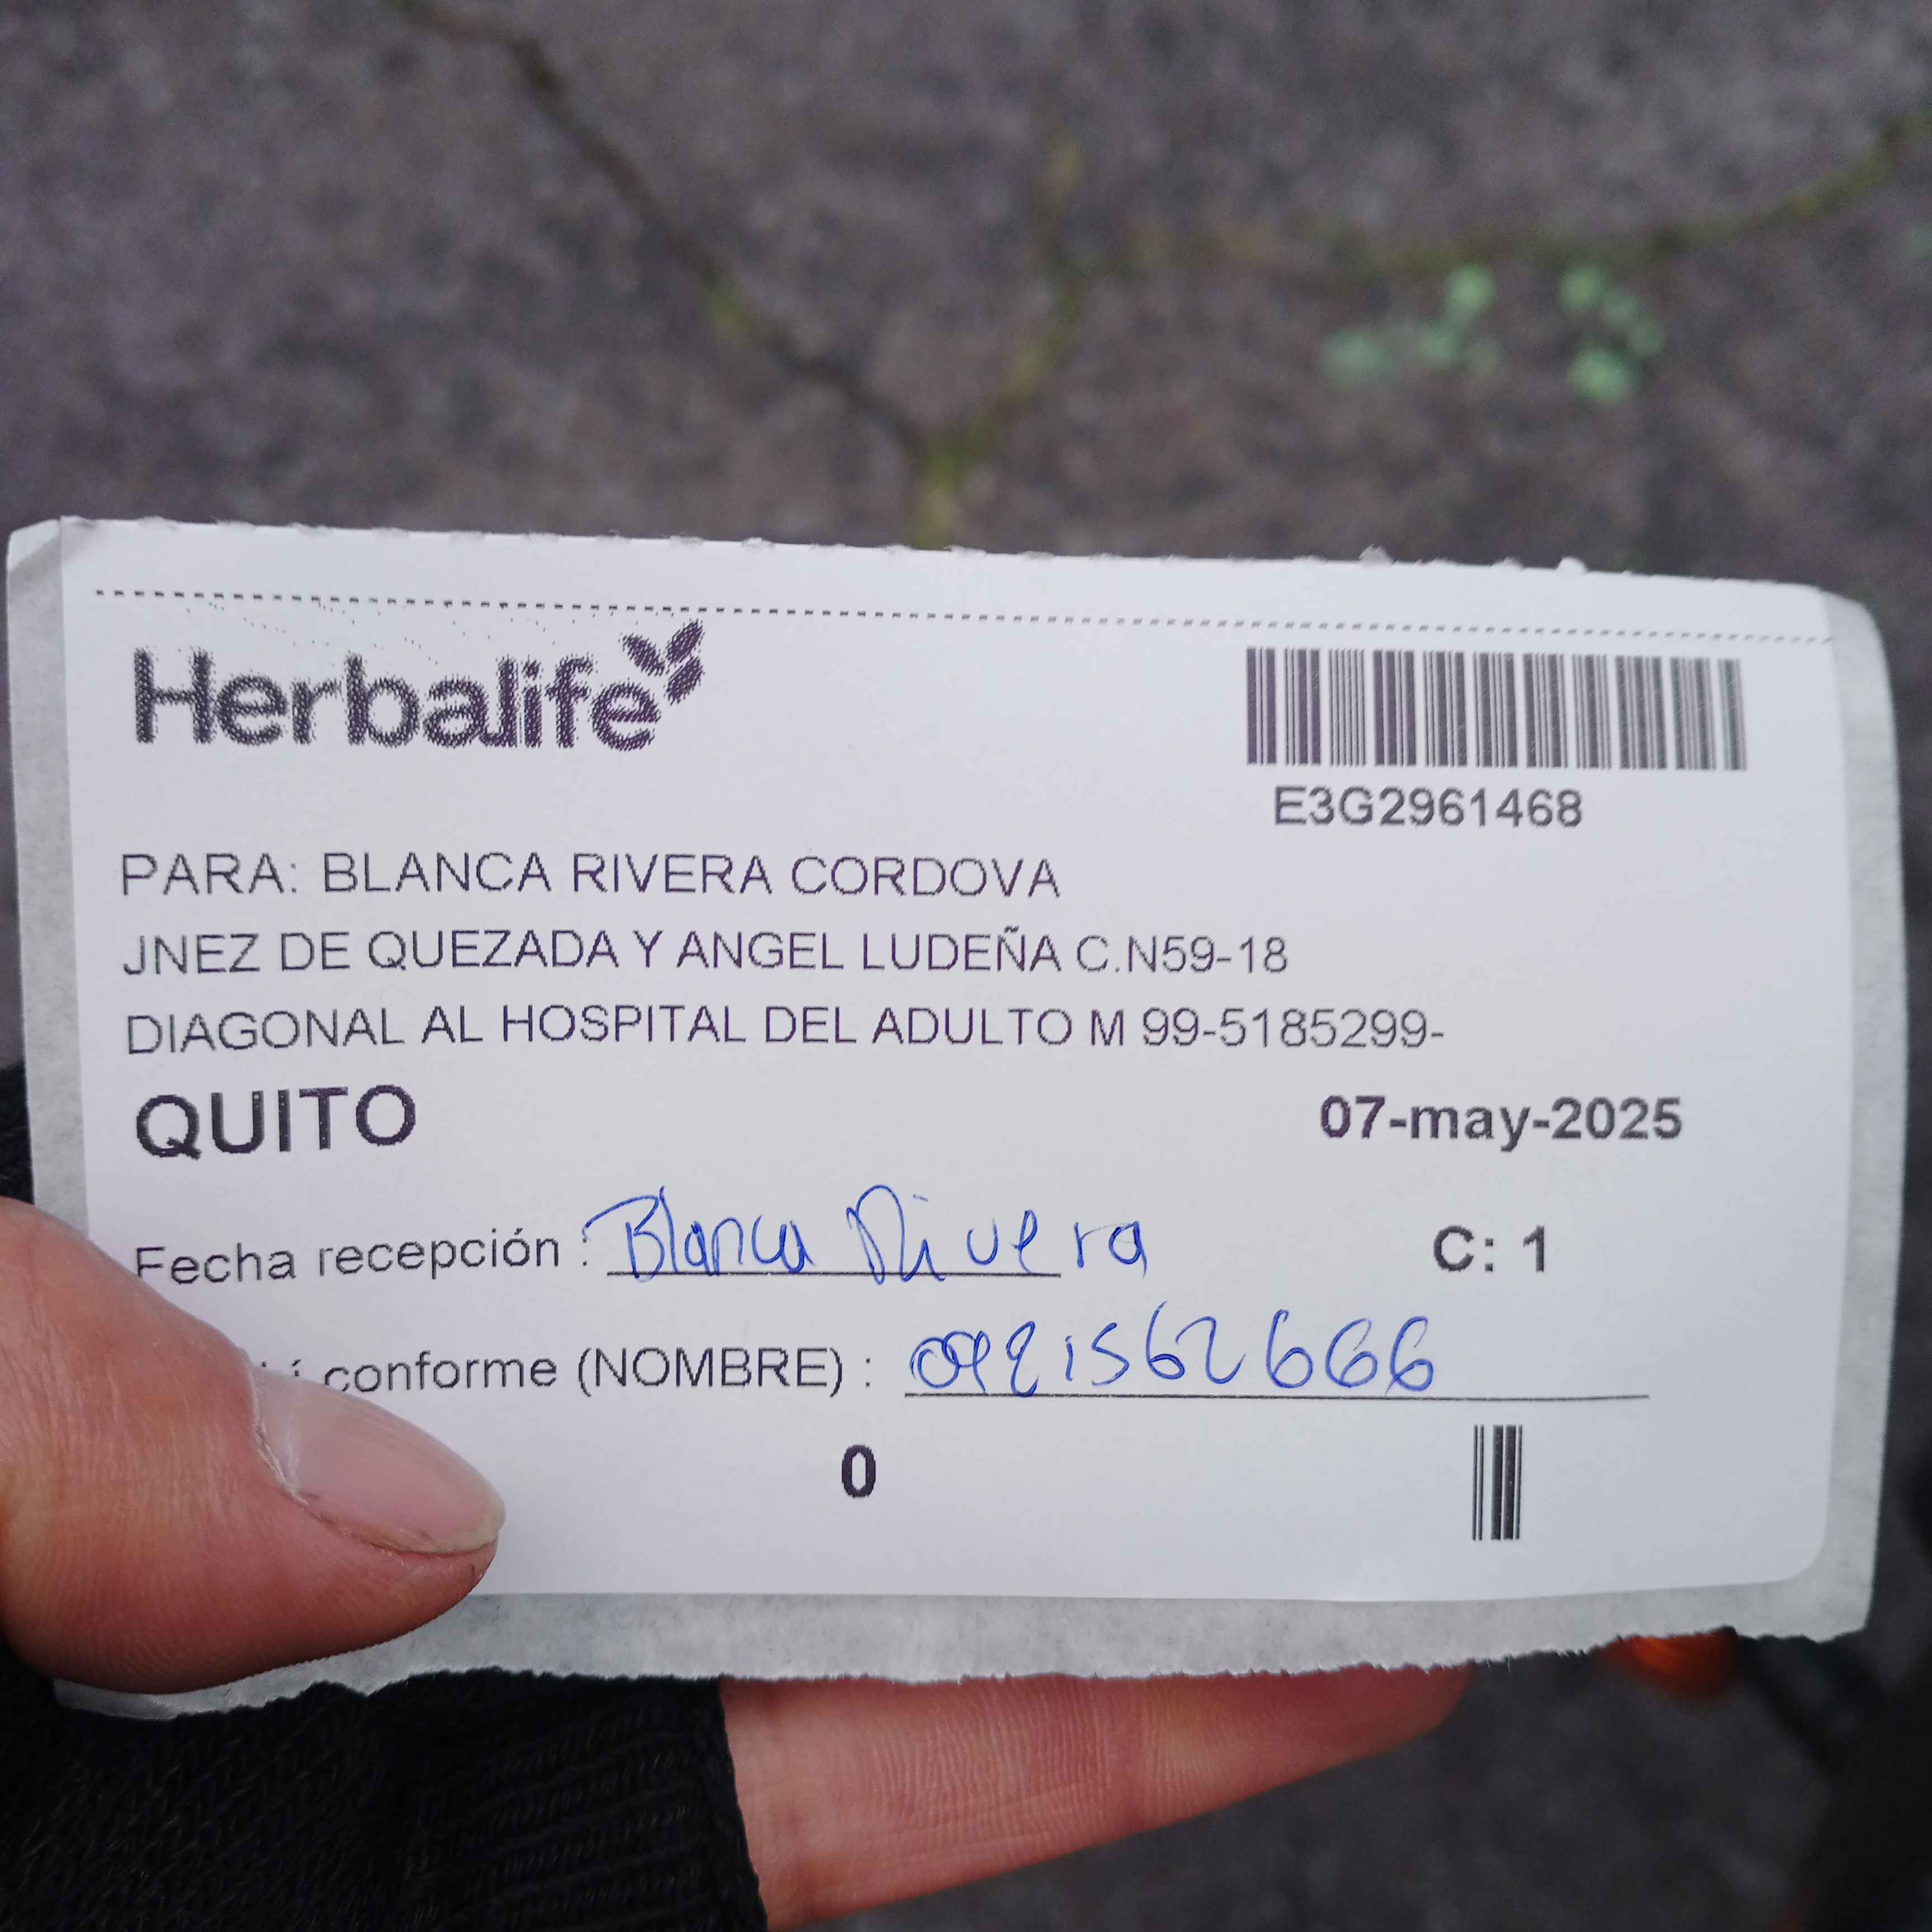 Herbalife
E3G2961468
PARA: BLANCA RIVERA CORDOVA
JNEZ DE QUEZADA Y ANGEL LUDEÑA C.N59-18
DIAGONAL AL HOSPITAL DEL ADULTO M 99-5185299-
QUITO 07-may-2025
Fecha recepción : Blanca Rivera C: 1
conforme (NOMBRE) :
0